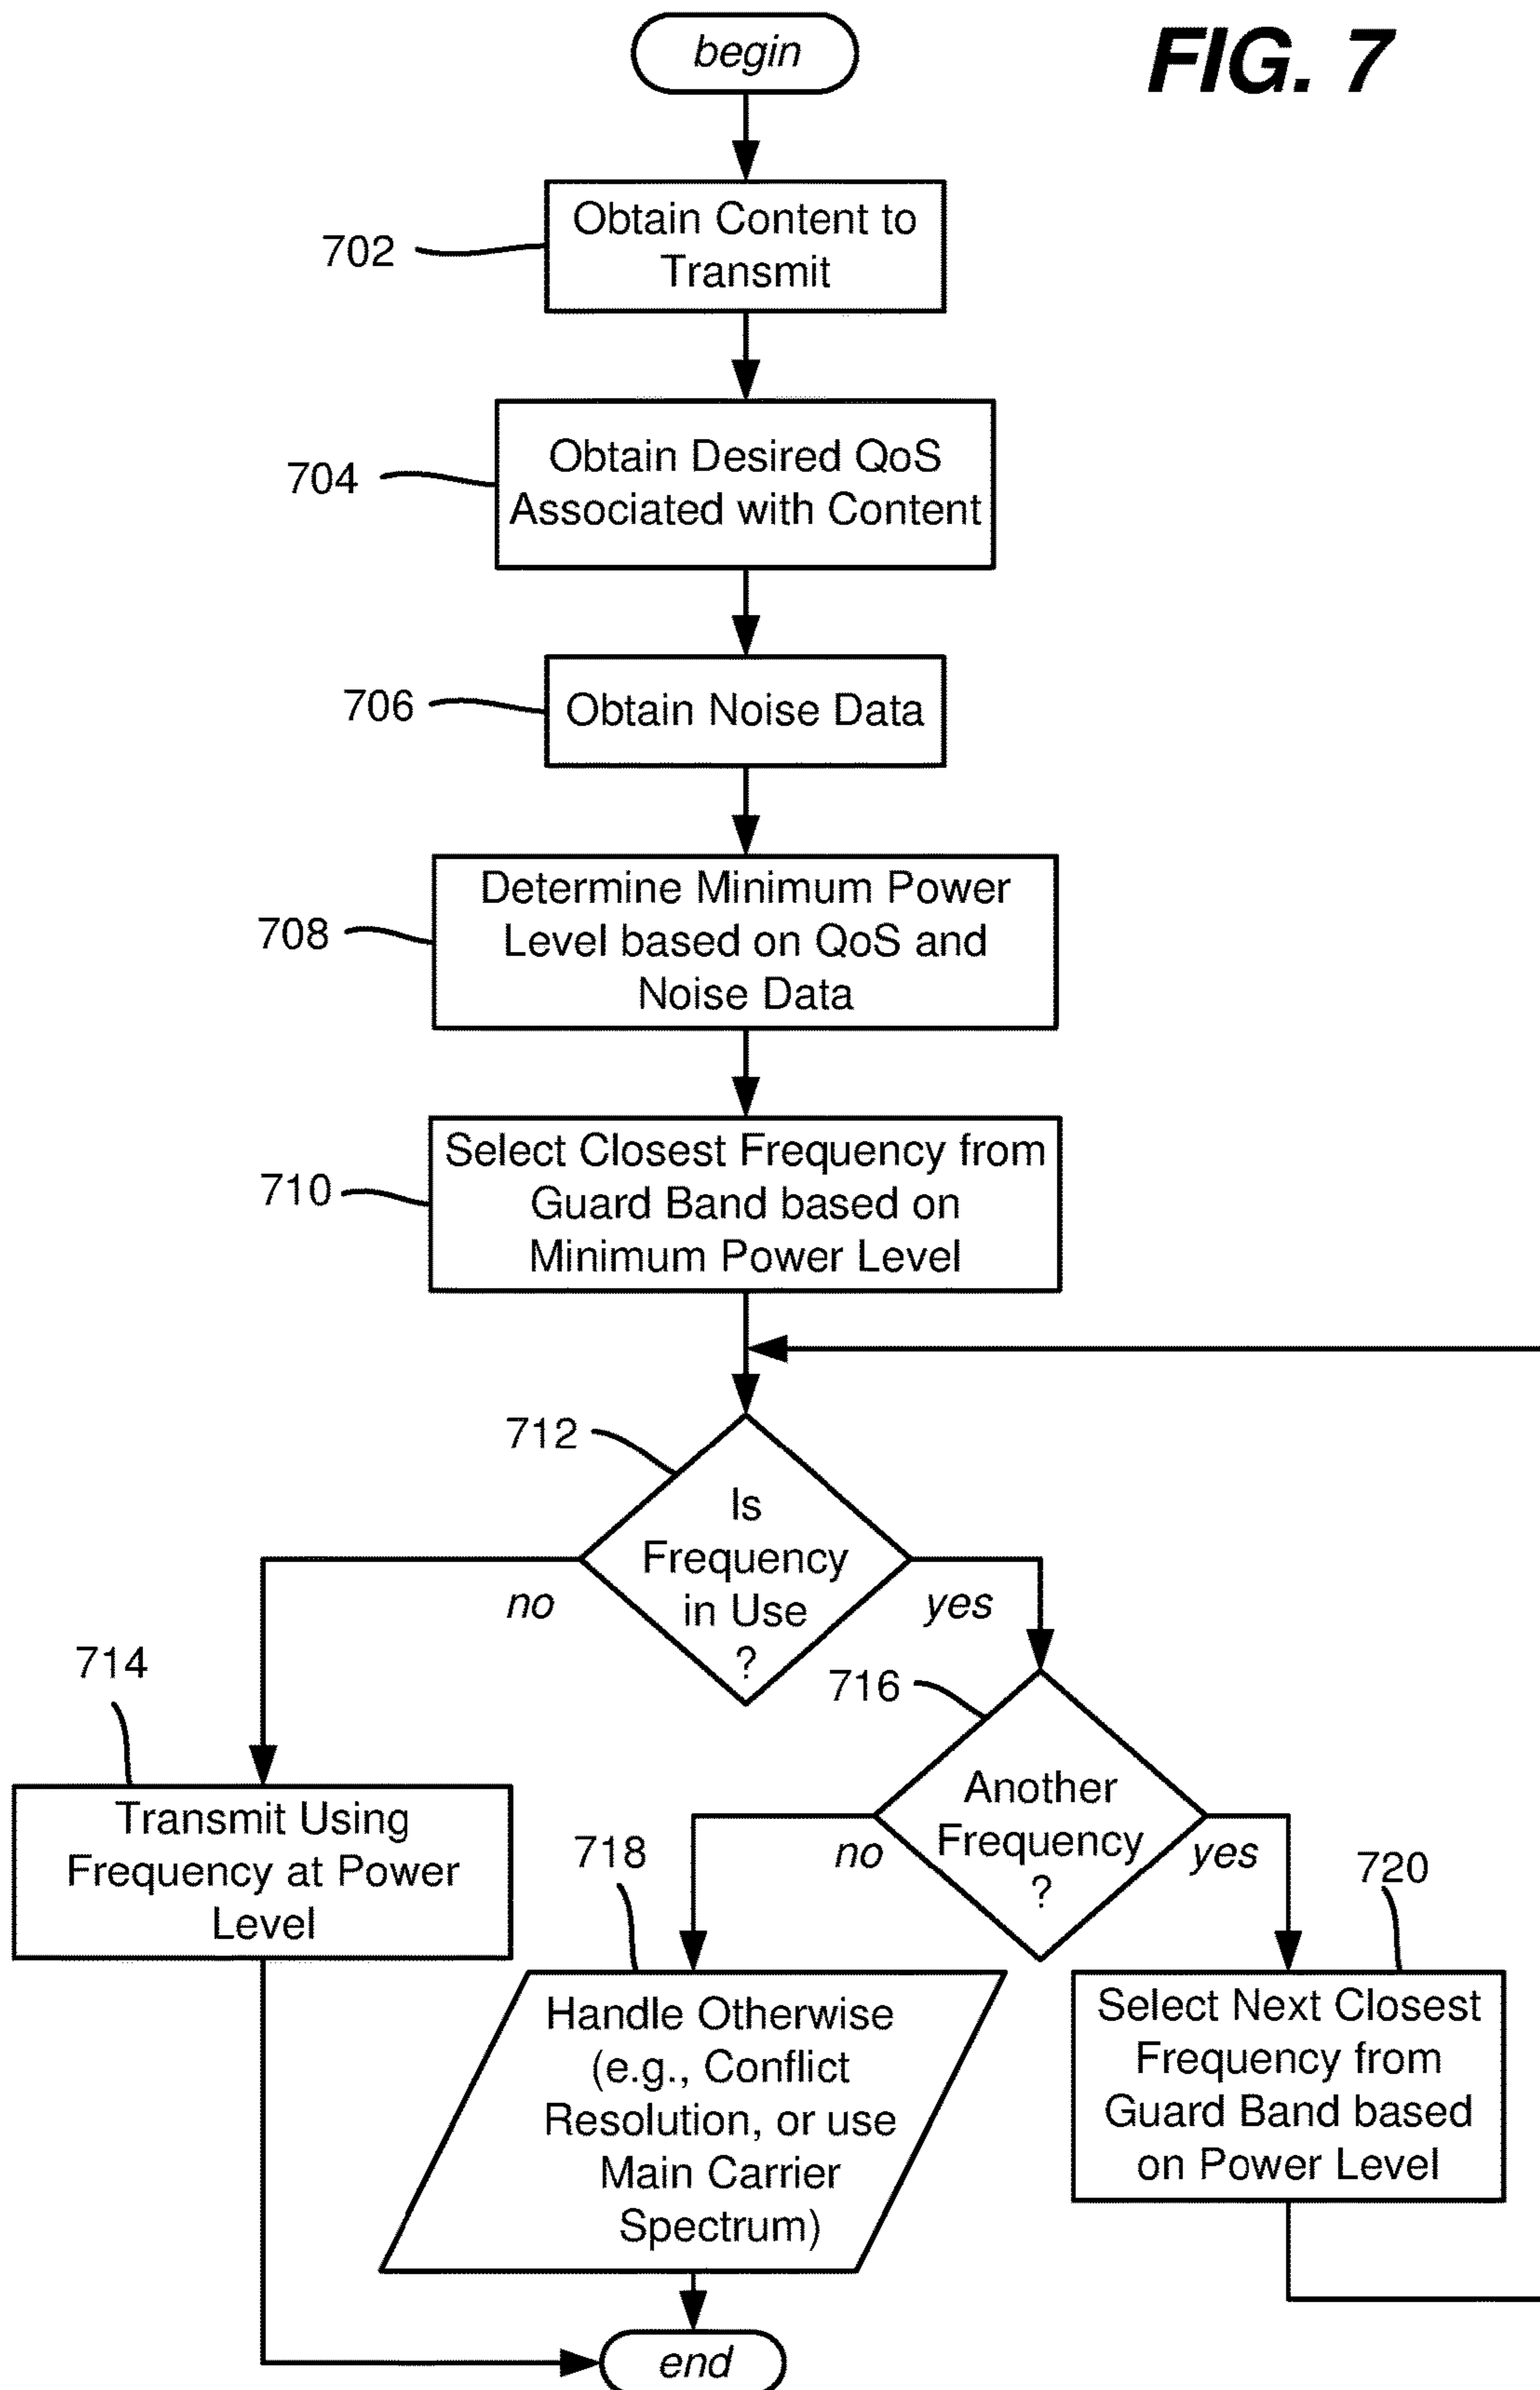 begin
FIG. 7
702
Obtain Content to
Transmit
704
Obtain Desired QoS
Associated with Content
706
Obtain Noise Data
708
Determine Minimum Power
Level based on QoS and
Noise Data
710
Select Closest Frequency from
Guard Band based on
Minimum Power Level
712
Is
Frequency
in Use
?
no
yes
714
Transmit Using
Frequency at Power
Level
716
Another
Frequency
?
no
yes
718
Handle Otherwise
(e.g., Conflict
Resolution, or use
Main Carrier
Spectrum)
720
Select Next Closest
Frequency from
Guard Band based
on Power Level
end